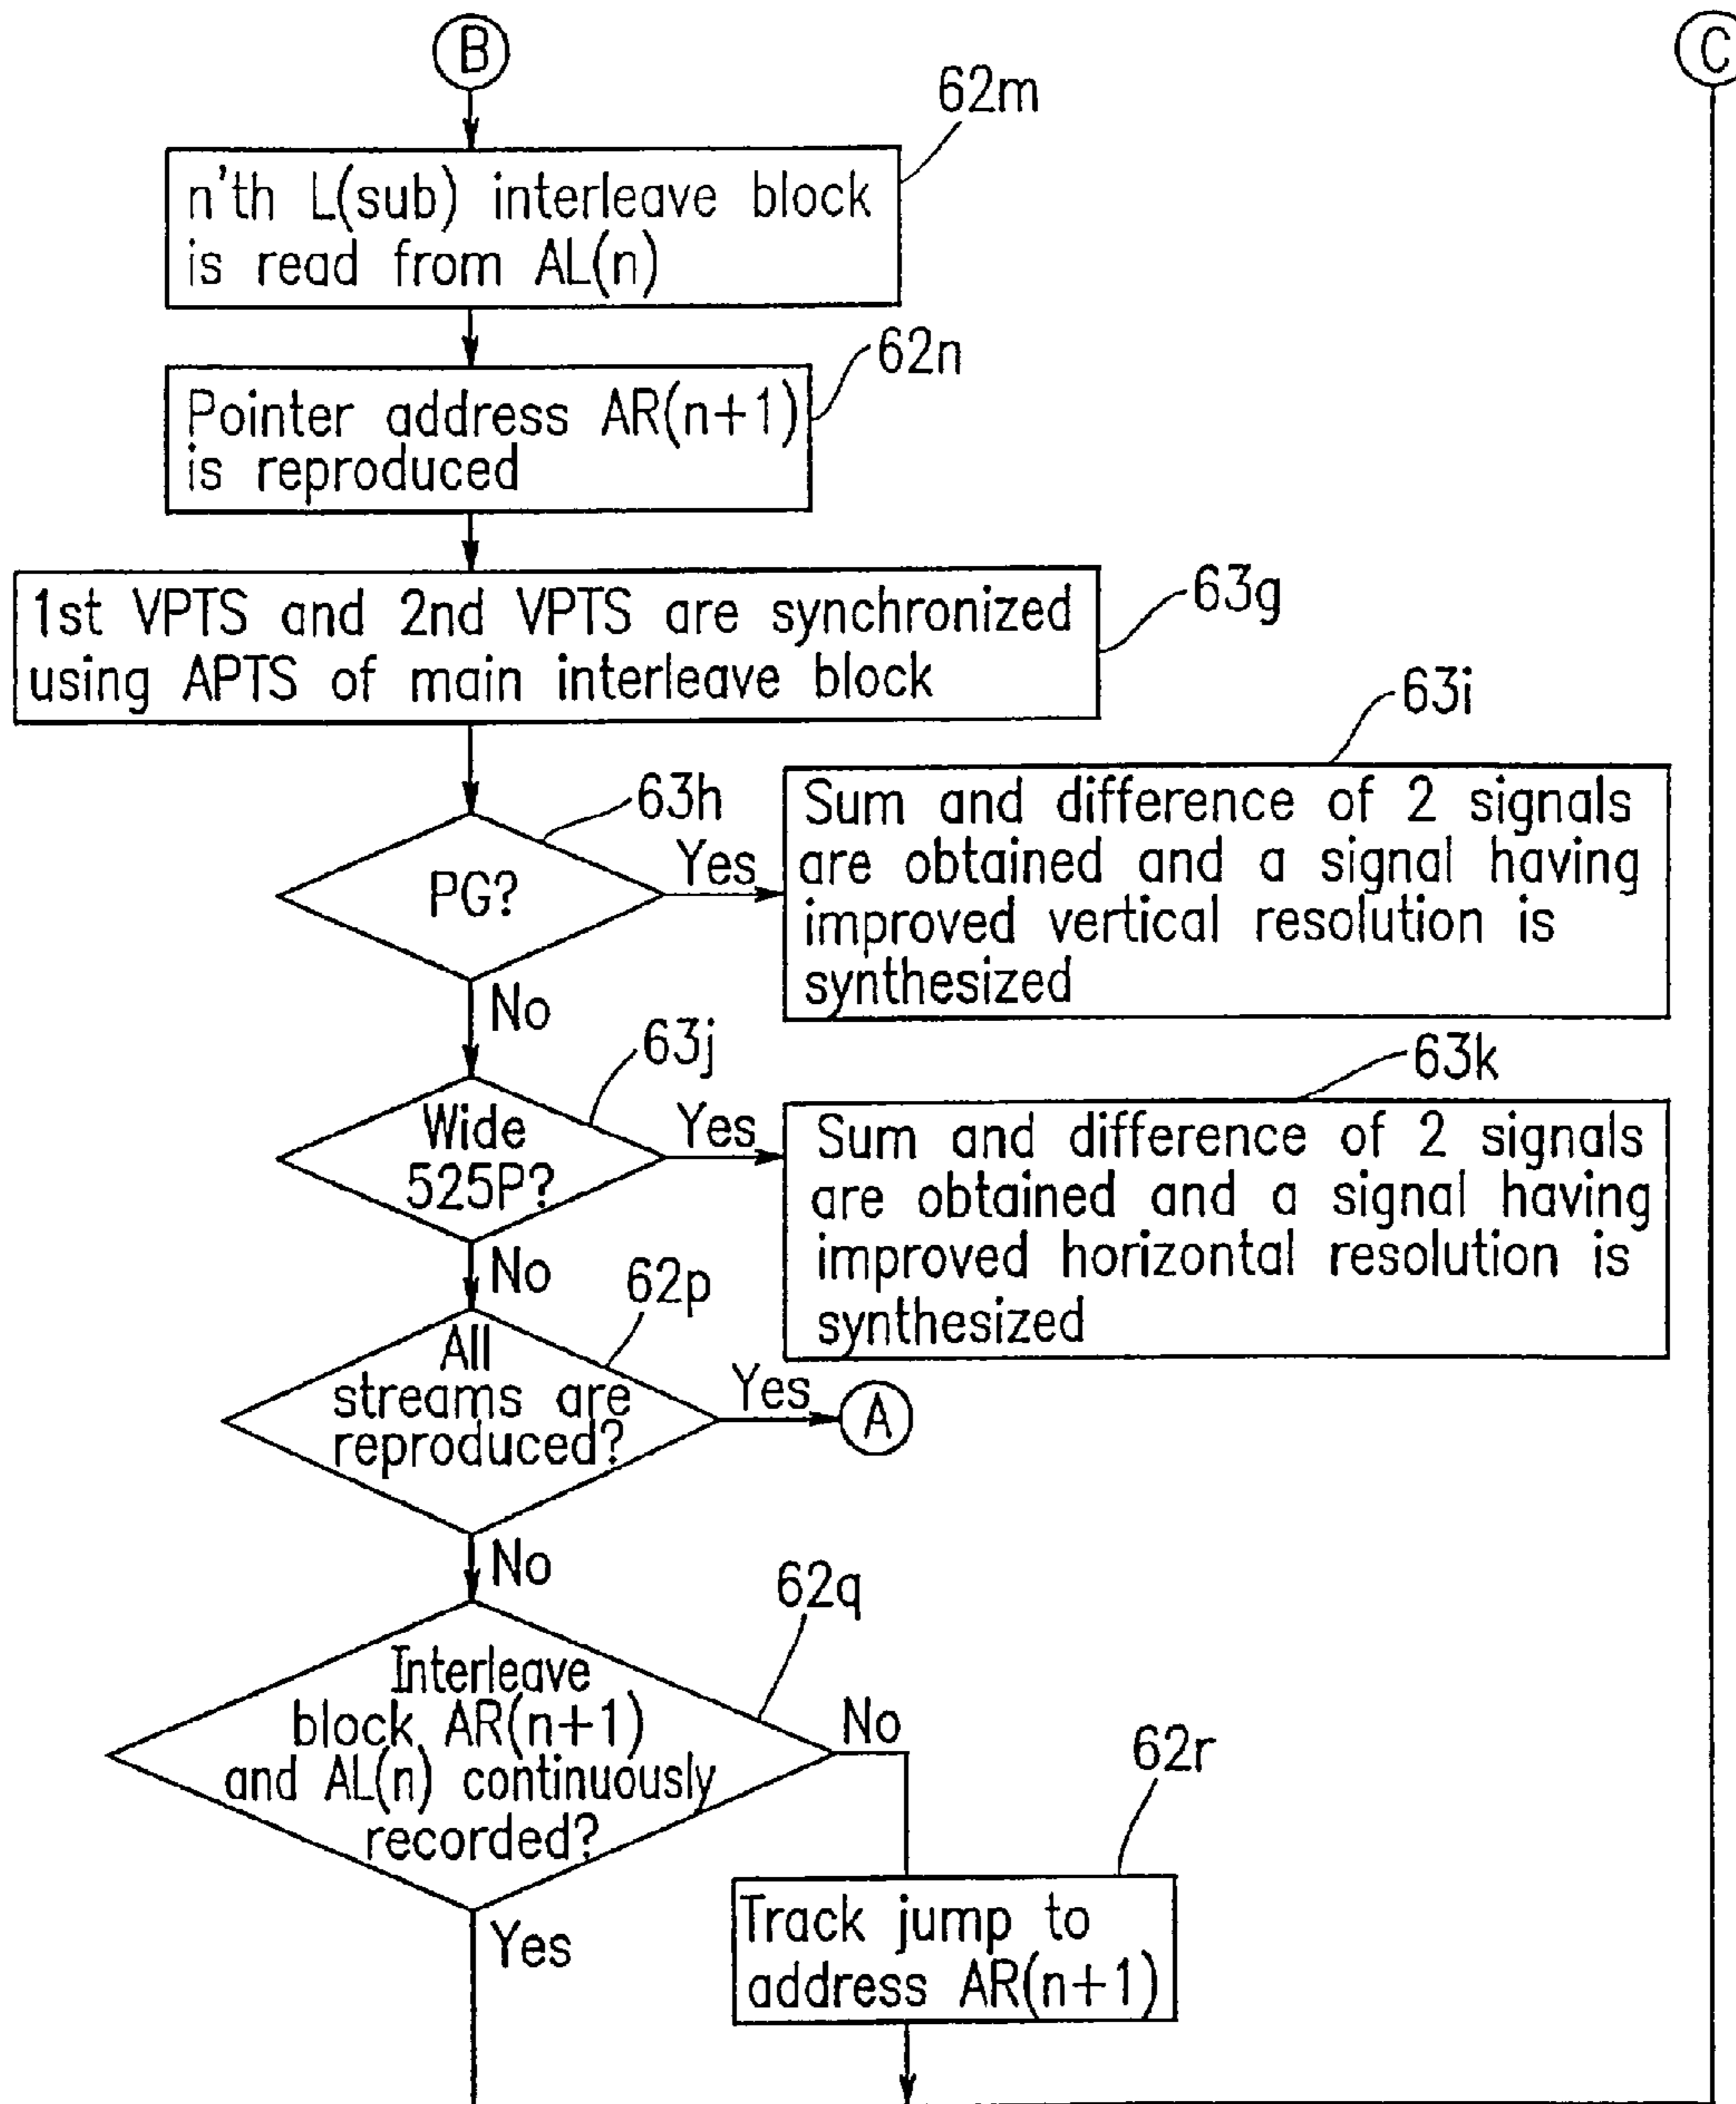 B
C
62m
n'th L(sub) interleave block
is read from AL(n)
62n
Pointer address AR(n+1)
is reproduced
63g
1st VPTS and 2nd VPTS are synchronized
using APTS of main interleave block
63i
63h
PG?
Yes
Sum and difference of 2 signals
are obtained and a signal having
improved vertical resolution is
synthesized
No
63j
63k
Wide
525P?
Yes
Sum and difference of 2 signals
are obtained and a signal having
improved horizontal resolution is
synthesized
No
62p
All
streams are
reproduced?
Yes
A
No
62q
Interleave
block AR(n+1)
and AL(n) continuously
recorded?
No
62r
Yes
Track jump to
address AR(n+1)